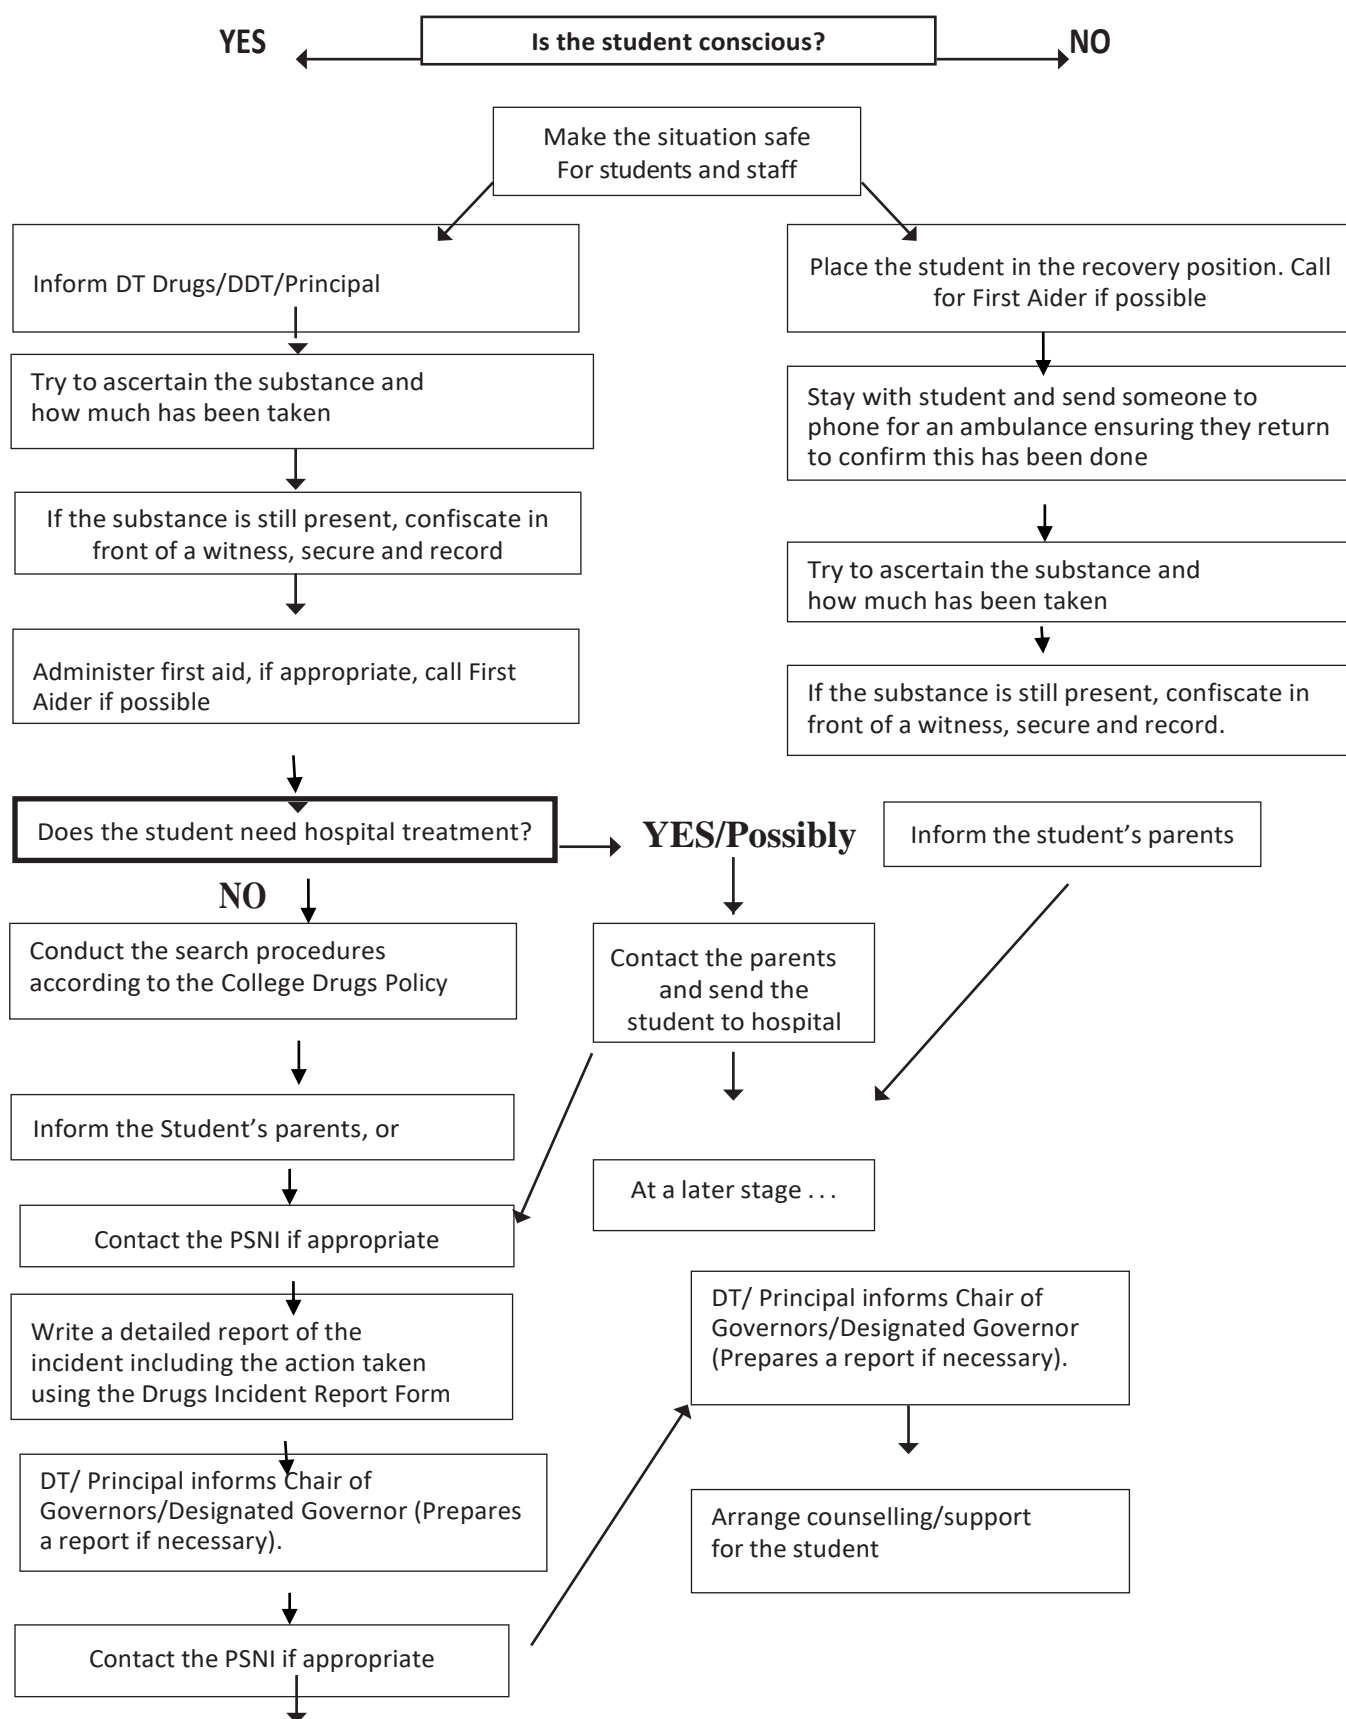 YES
Is the student conscious?
NO
Make the situation safe
For students and staff
Inform DT Drugs/DDT/Principal
Place the student in the recovery position. Call
for First Aider if possible
Try to ascertain the substance and
how much has been taken
Stay with student and send someone to
phone for an ambulance ensuring they return
to confirm this has been done
If the substance is still present, confiscate in
front of a witness, secure and record
Try to ascertain the substance and
how much has been taken
Administer first aid, if appropriate, call First
Aider if possible
If the substance is still present, confiscate in
front of a witness, secure and record.
Does the student need hospital treatment?
YES/Possibly
Inform the student’s parents
NO
Conduct the search procedures
according to the College Drugs Policy
Contact the parents
and send the
student to hospital
Inform the Student’s parents, or
At a later stage . . .
Contact the PSNI if appropriate
DT/ Principal informs Chair of
Governors/Designated Governor
(Prepares a report if necessary).
Write a detailed report of the
incident including the action taken
using the Drugs Incident Report Form
DT/ Principal informs Chair of
Governors/Designated Governor (Prepares
a report if necessary).
Arrange counselling/support
for the student
Contact the PSNI if appropriate